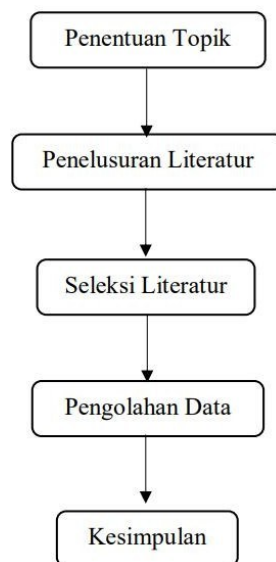 Penentuan Topik
Penelusuran Literatur
Seleksi Literatur
Pengolahan Data
Kesimpulan